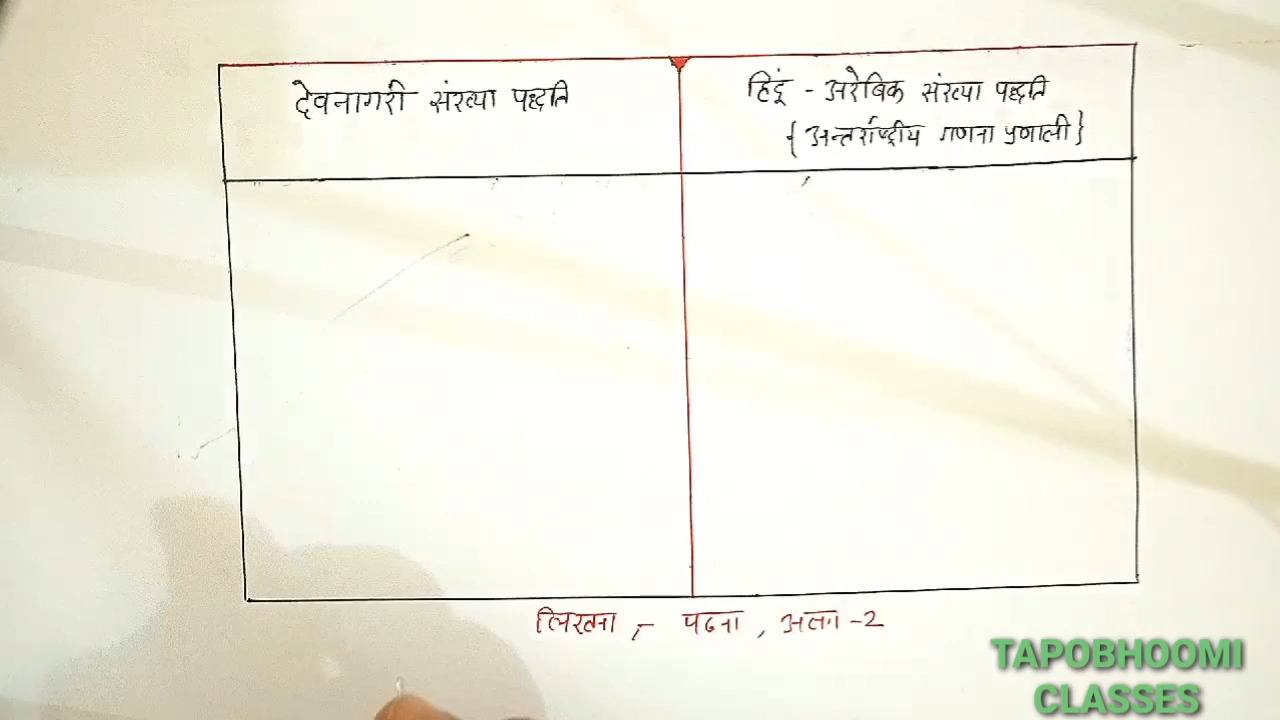 देवनागरी संख्या पद्धति
हिंदू - अरेबिक संख्या पद्धति
{ अन्तर्राष्ट्रीय गणना प्रणाली }
लिखना ,- पढना , अलग -2
TAPOBHOOMI
CLASSES